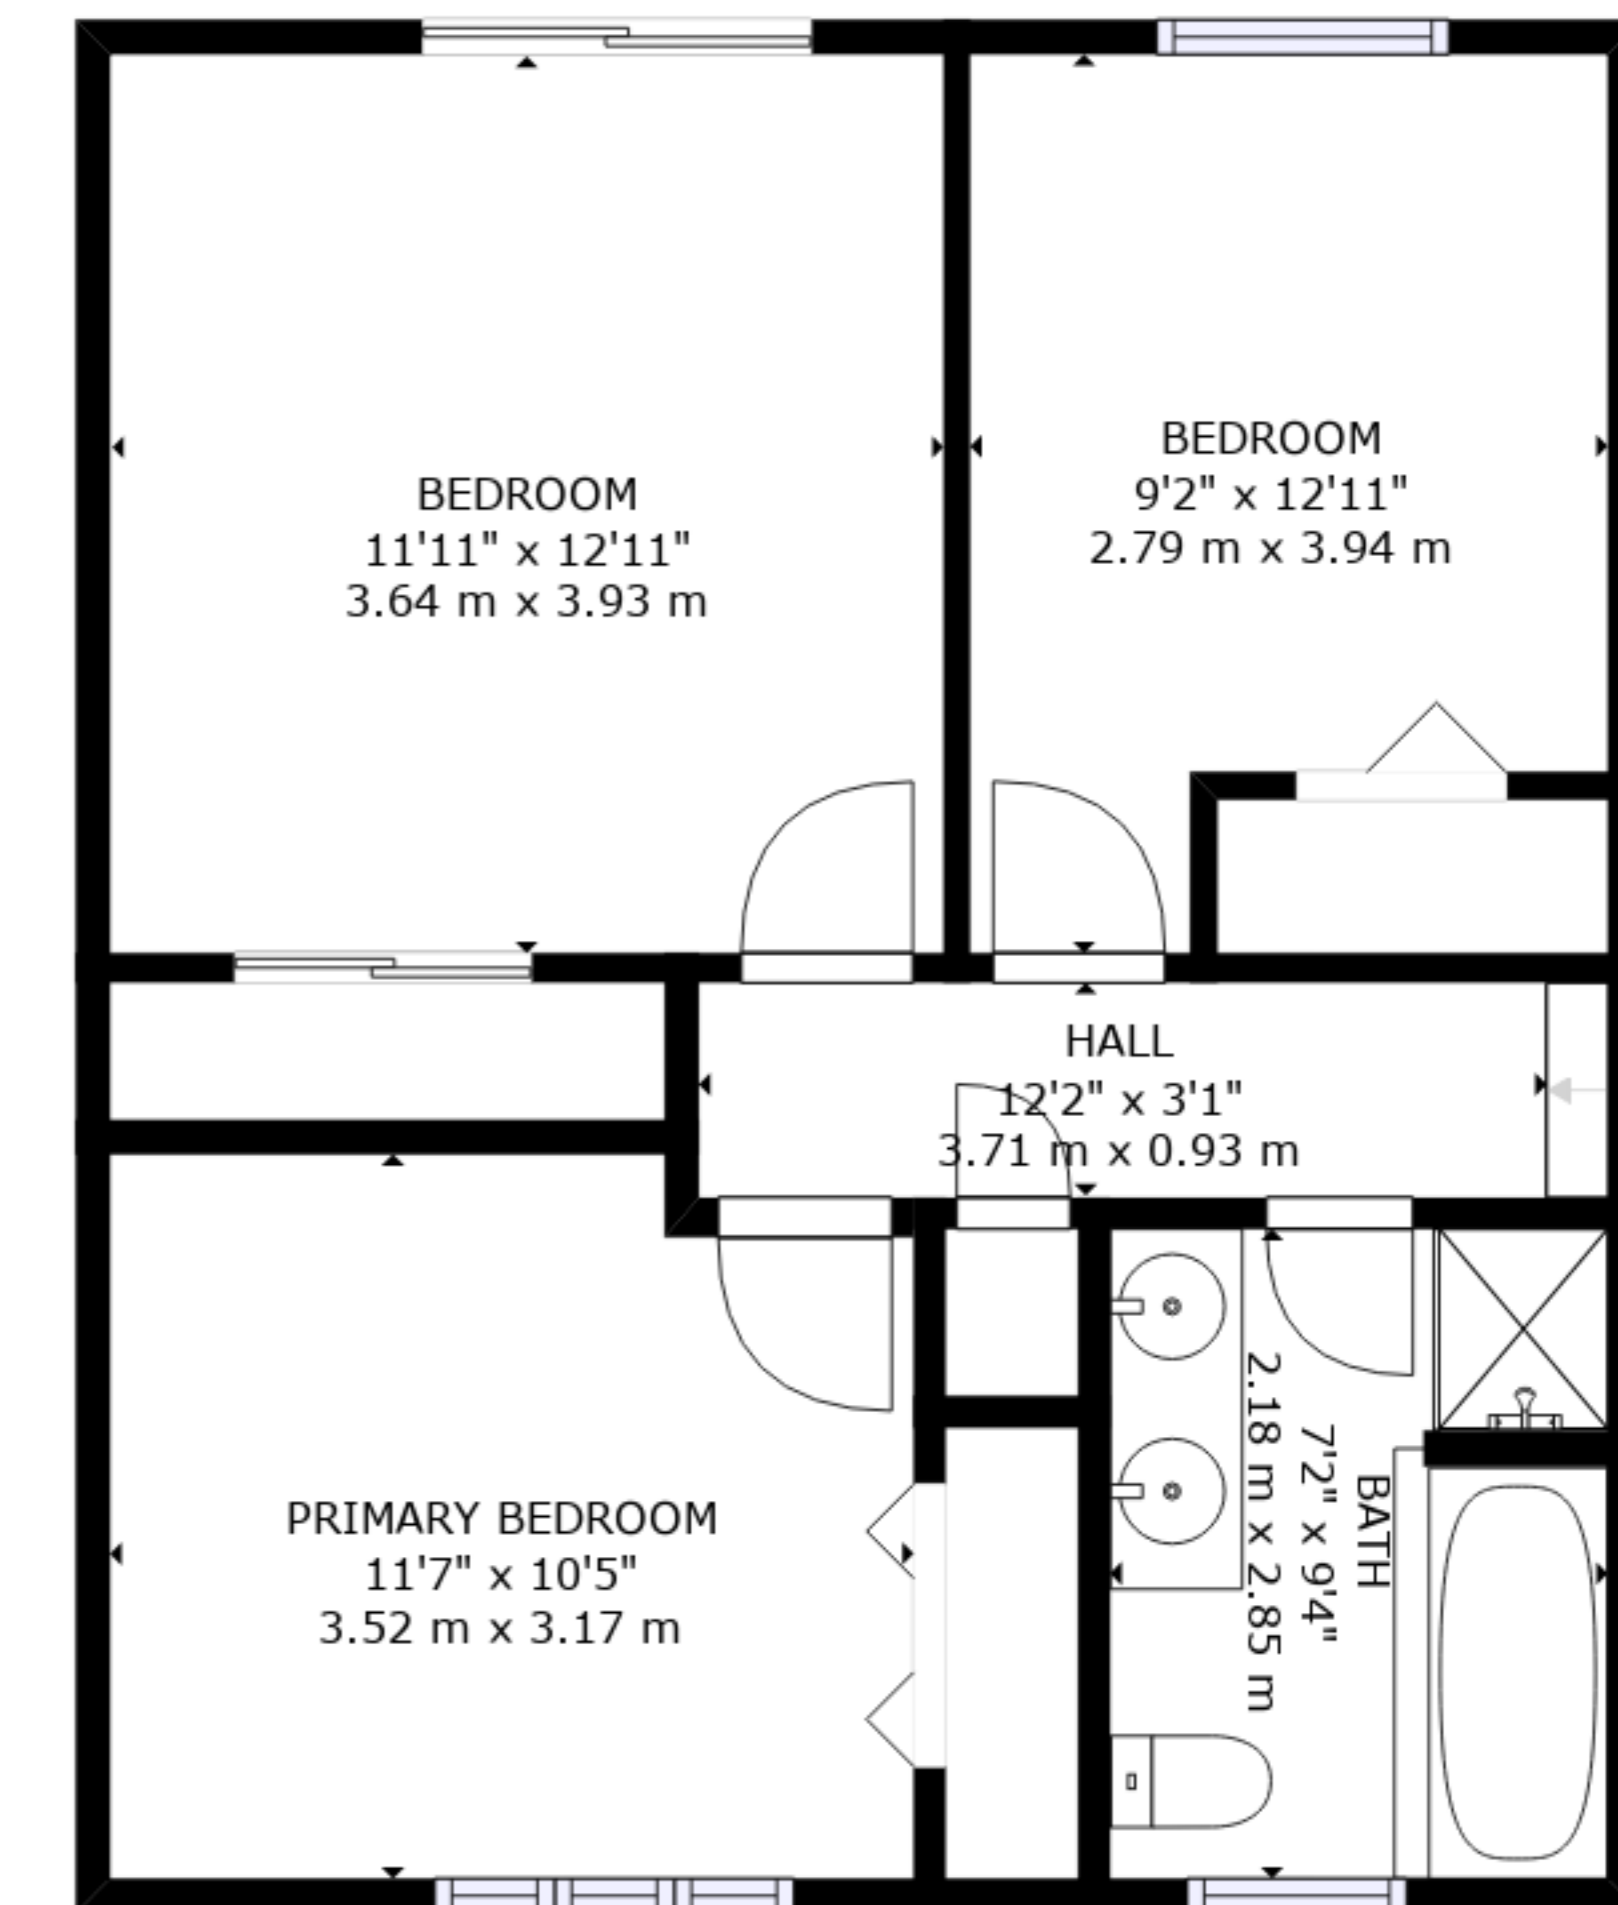 BEDROOM
11'11" x 12'11"
3.64 m x 3.93 m
BEDROOM
9'2" x 12'11"
2.79 m x 3.94 m
HALL
12'2" x 3'1"
3.71 m x 0.93 m
PRIMARY BEDROOM
11'7" x 10'5"
3.52 m x 3.17 m
BATH
7'2" x 9'4"
2.18 m x 2.85 m